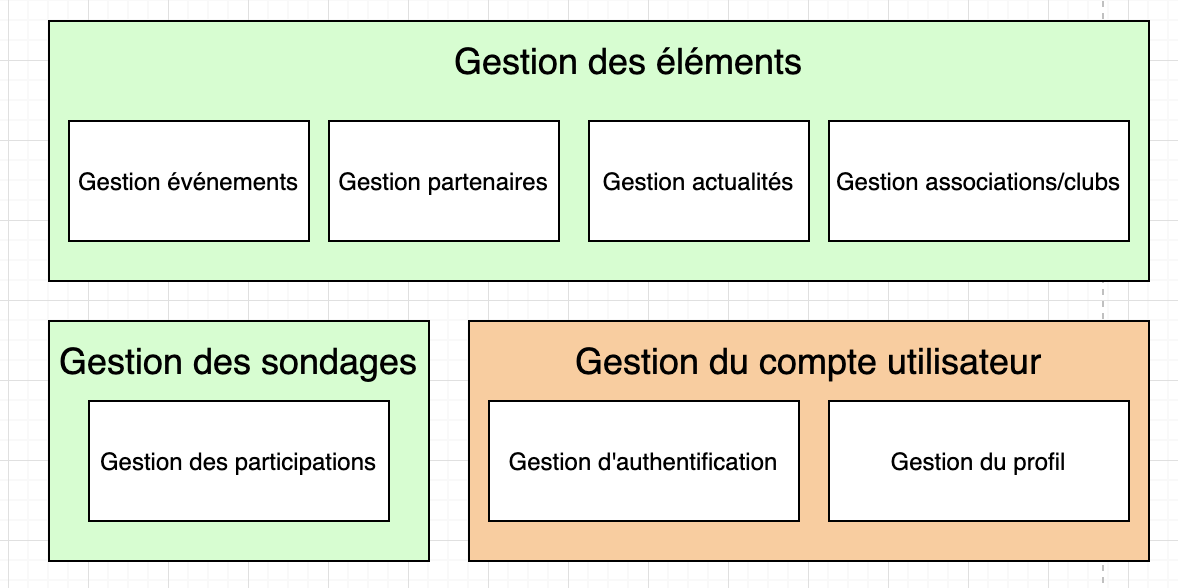 Gestion des éléments
Gestion événements
Gestion partenaires
Gestion actualités
Gestion associations/clubs
Gestion des sondages
Gestion des participations
Gestion du compte utilisateur
Gestion d'authentification
Gestion du profil